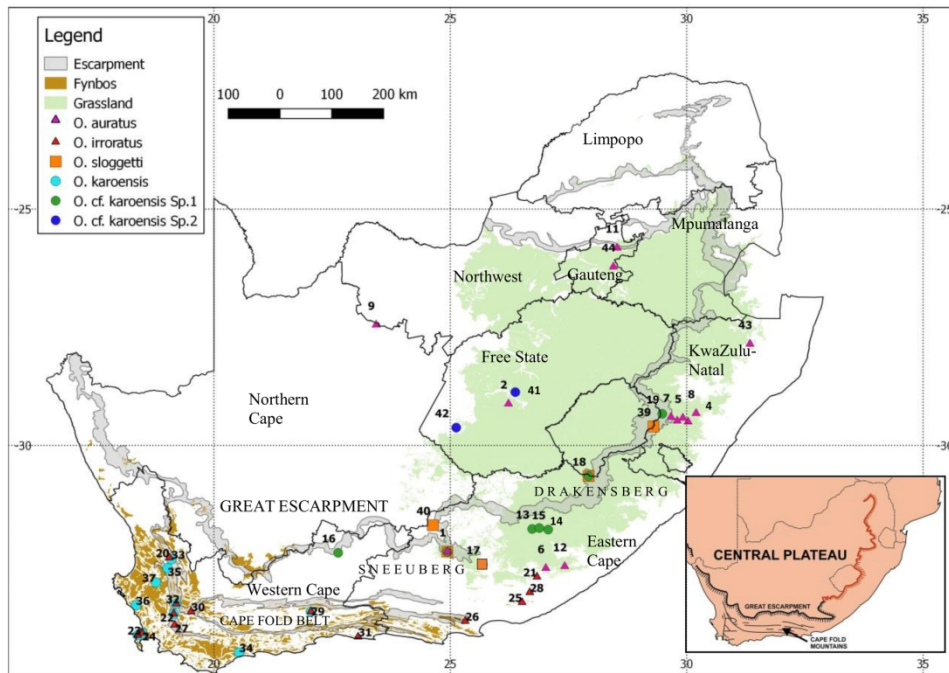 20
25
30
35
Legend
Escarpment
Fynbos
Grassland
O. auratus
O. irroratus
O. sloggetti
O. karoensis
O. cf. karoensis Sp.1
O. cf. karoensis Sp.2
100 0 100 200 km
Limpopo
25
25
11
Mpumalanga
44
Northwest
Gauteng
9
43
Free State
KwaZulu-
Natal
2
41
19 7 5 8
4
Northern
Cape
42
39
30
30
18
DRAKENSBERG
GREAT ESCARPMENT
40
13 15
14
16
1
17
6
12
Eastern
Cape
SNEEUBERG
20
33
35
37
Western Cape
21
28
25
36
32
30
29
22
27
CAPE FOLD BELT
26
23
24
31
34
CENTRAL PLATEAU
GREAT ESCARPMENT
CAPE FOLD
MOUNTAINS
20
25
30
35